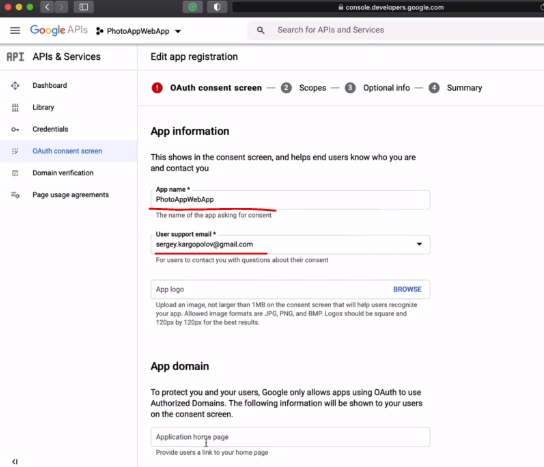 console.developers.google.com
Google APIs
PhotoAppWebApp
Search for APIs and Services
API
APIs & Services
Edit app registration
Dashboard
Library
Credentials
OAuth consent screen
Domain verification
Page usage agreements
OAuth consent screen — 2 Scopes — 3 Optional info — 4 Summary
App information
This shows in the consent screen, and helps end users know who you are
and contact you
App name *
PhotoAppWebApp
The name of the app asking for consent
User support email *
sergey.kargopolov@gmail.com
For users to contact you with questions about their consent
App logo
BROWSE
Upload an image, not larger than 1MB on the consent screen that will help users recognize
your app. Allowed image formats are JPG, PNG, and BMP. Logos should be square and
120px by 120px for the best results.
App domain
To protect you and your users, Google only allows apps using OAuth to use
Authorized Domains. The following information will be shown to your users
on the consent screen.
Application home page
Provide users a link to your home page